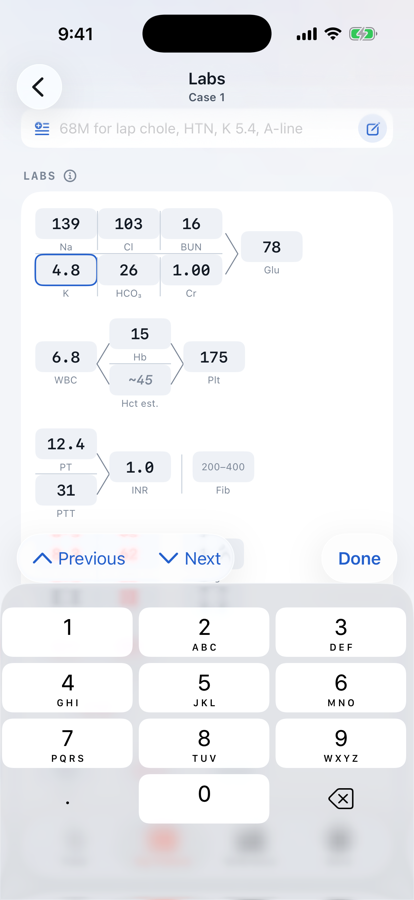 9:41
Labs
Case 1
68M for lap chole, HTN, K 5.4, A-line
LABS
139 103 16
Na Cl BUN
78
Glu
4.8 26 1.00
K HCO₃ Cr
15
Hb
6.8 175
WBC Plt
~45
Hct est.
12.4
PT
1.0 200–400
INR Fib
31
PTT
Previous Next Done
1 2 3
ABC DEF
4 5 6
GHI JKL MNO
7 8 9
PQRS TUV WXYZ
. 0